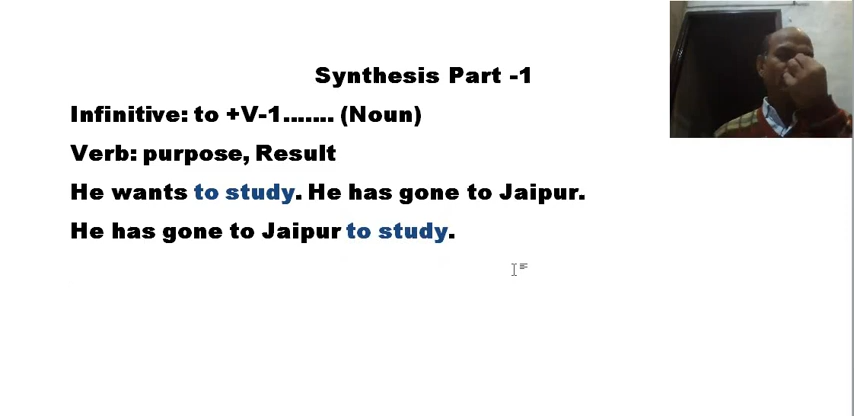 Synthesis Part -1
Infinitive: to +V-1....... (Noun)
Verb: purpose, Result
He wants to study. He has gone to Jaipur.
He has gone to Jaipur to study.